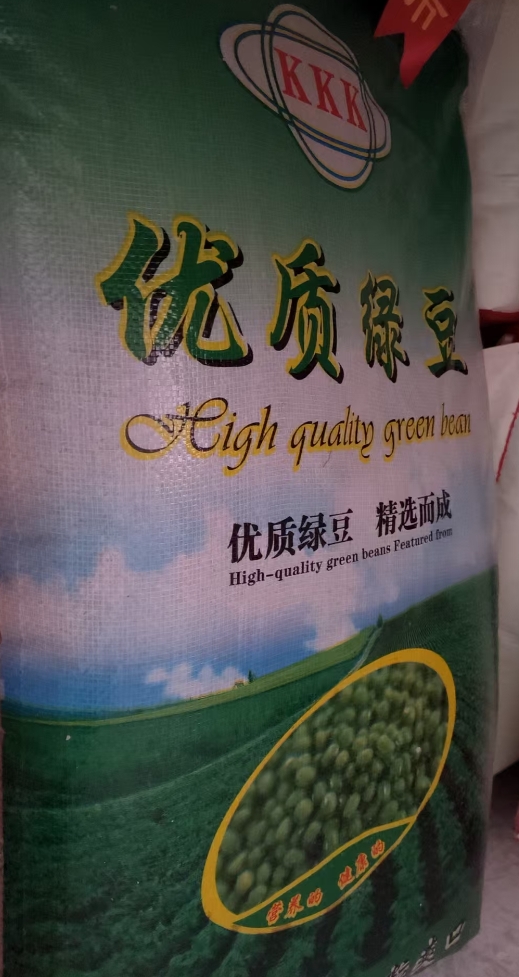 KKK
优质绿豆
High quality green bean
优质绿豆 精选而成
High-quality green beans Featured from
营养的 健康的